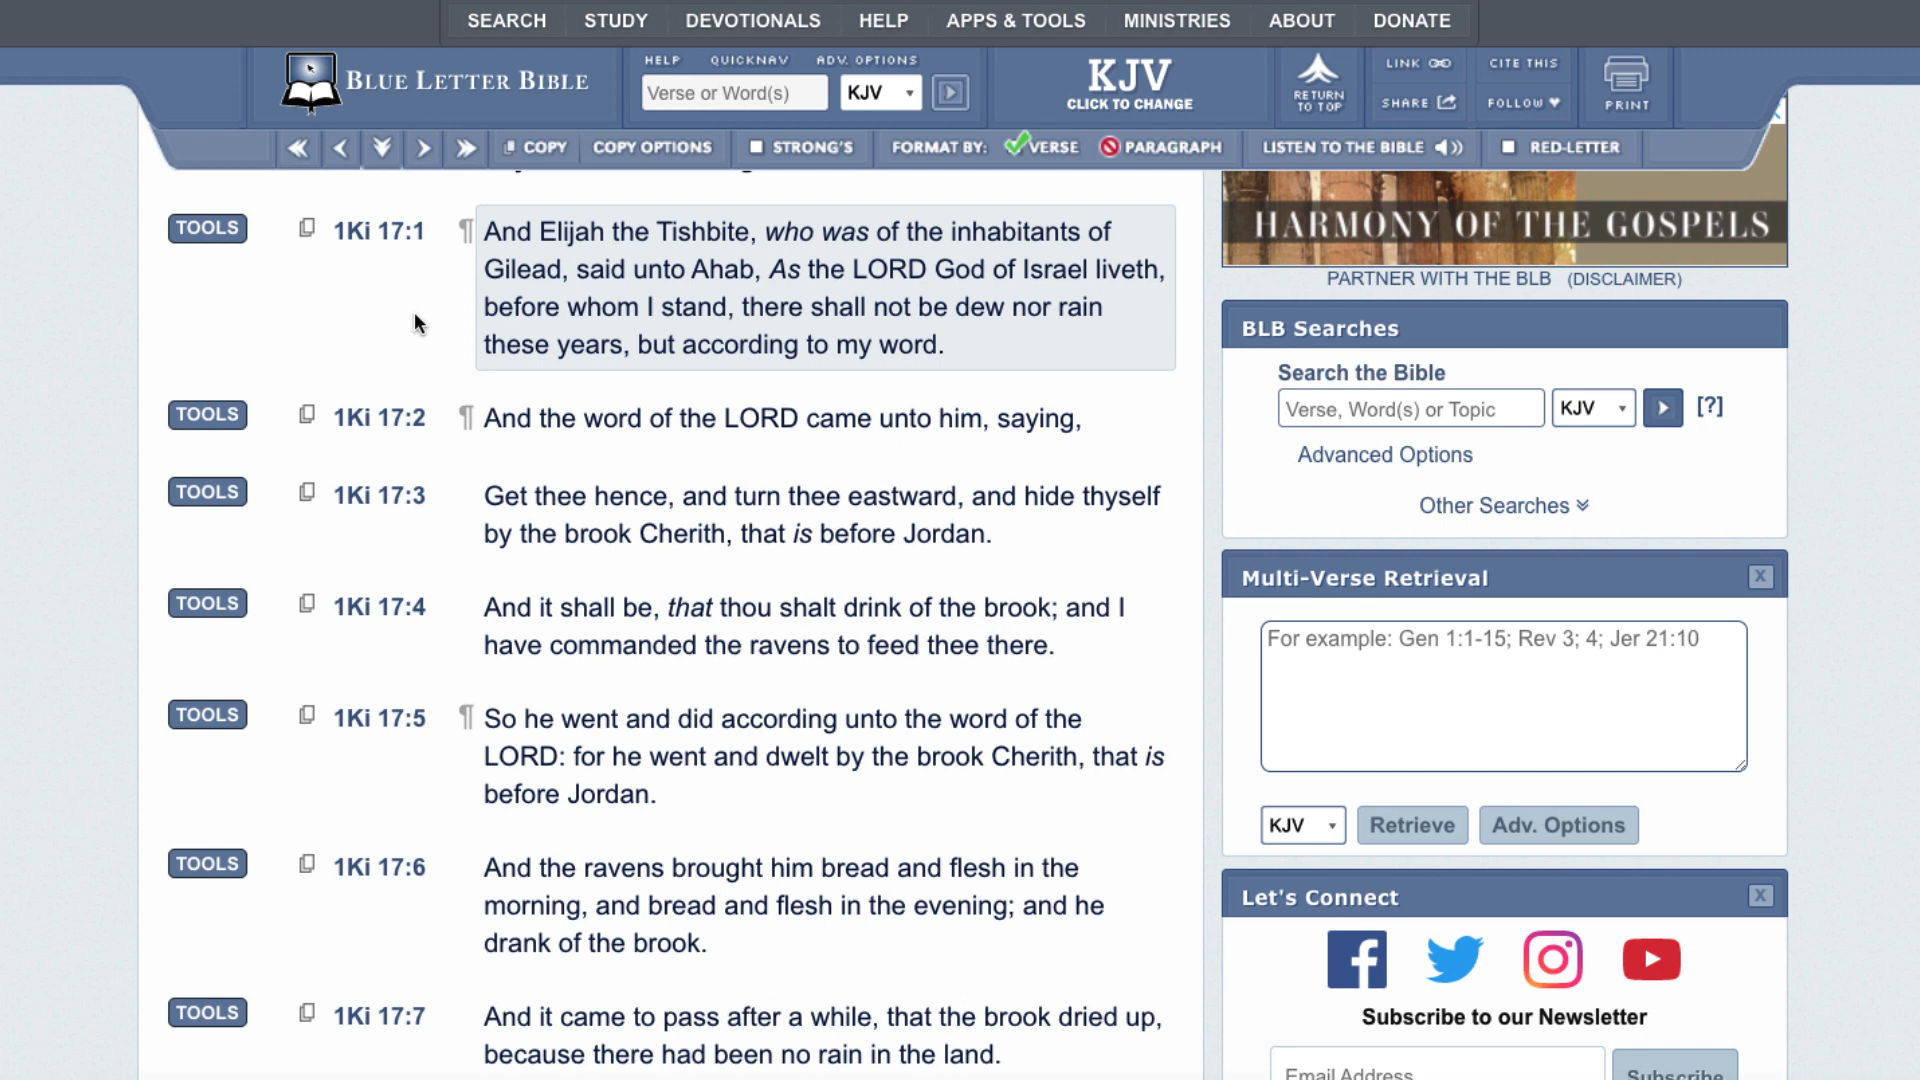 SEARCH STUDY DEVOTIONALS HELP APPS & TOOLS MINISTRIES ABOUT DONATE
BLUE LETTER BIBLE
HELP QUICKNAV ADV. OPTIONS
Verse or Word(s) KJV
KJV
CLICK TO CHANGE
RETURN
TO TOP
LINK
SHARE
CITE THIS
FOLLOW
PRINT
COPY COPY OPTIONS STRONG'S FORMAT BY: VERSE PARAGRAPH LISTEN TO THE BIBLE RED-LETTER
TOOLS 1Ki 17:1 ¶ And Elijah the Tishbite, who was of the inhabitants of
Gilead, said unto Ahab, As the LORD God of Israel liveth,
before whom I stand, there shall not be dew nor rain
these years, but according to my word.
TOOLS 1Ki 17:2 ¶ And the word of the LORD came unto him, saying,
TOOLS 1Ki 17:3 Get thee hence, and turn thee eastward, and hide thyself
by the brook Cherith, that is before Jordan.
TOOLS 1Ki 17:4 And it shall be, that thou shalt drink of the brook; and I
have commanded the ravens to feed thee there.
TOOLS 1Ki 17:5 ¶ So he went and did according unto the word of the
LORD: for he went and dwelt by the brook Cherith, that is
before Jordan.
TOOLS 1Ki 17:6 And the ravens brought him bread and flesh in the
morning, and bread and flesh in the evening; and he
drank of the brook.
TOOLS 1Ki 17:7 And it came to pass after a while, that the brook dried up,
because there had been no rain in the land.
HARMONY OF THE GOSPELS
PARTNER WITH THE BLB (DISCLAIMER)
BLB Searches
Search the Bible
Verse, Word(s) or Topic KJV [?]
Advanced Options
Other Searches
Multi-Verse Retrieval X
For example: Gen 1:1-15; Rev 3; 4; Jer 21:10
KJV Retrieve Adv. Options
Let's Connect X
Subscribe to our Newsletter
Email Address Subscribe